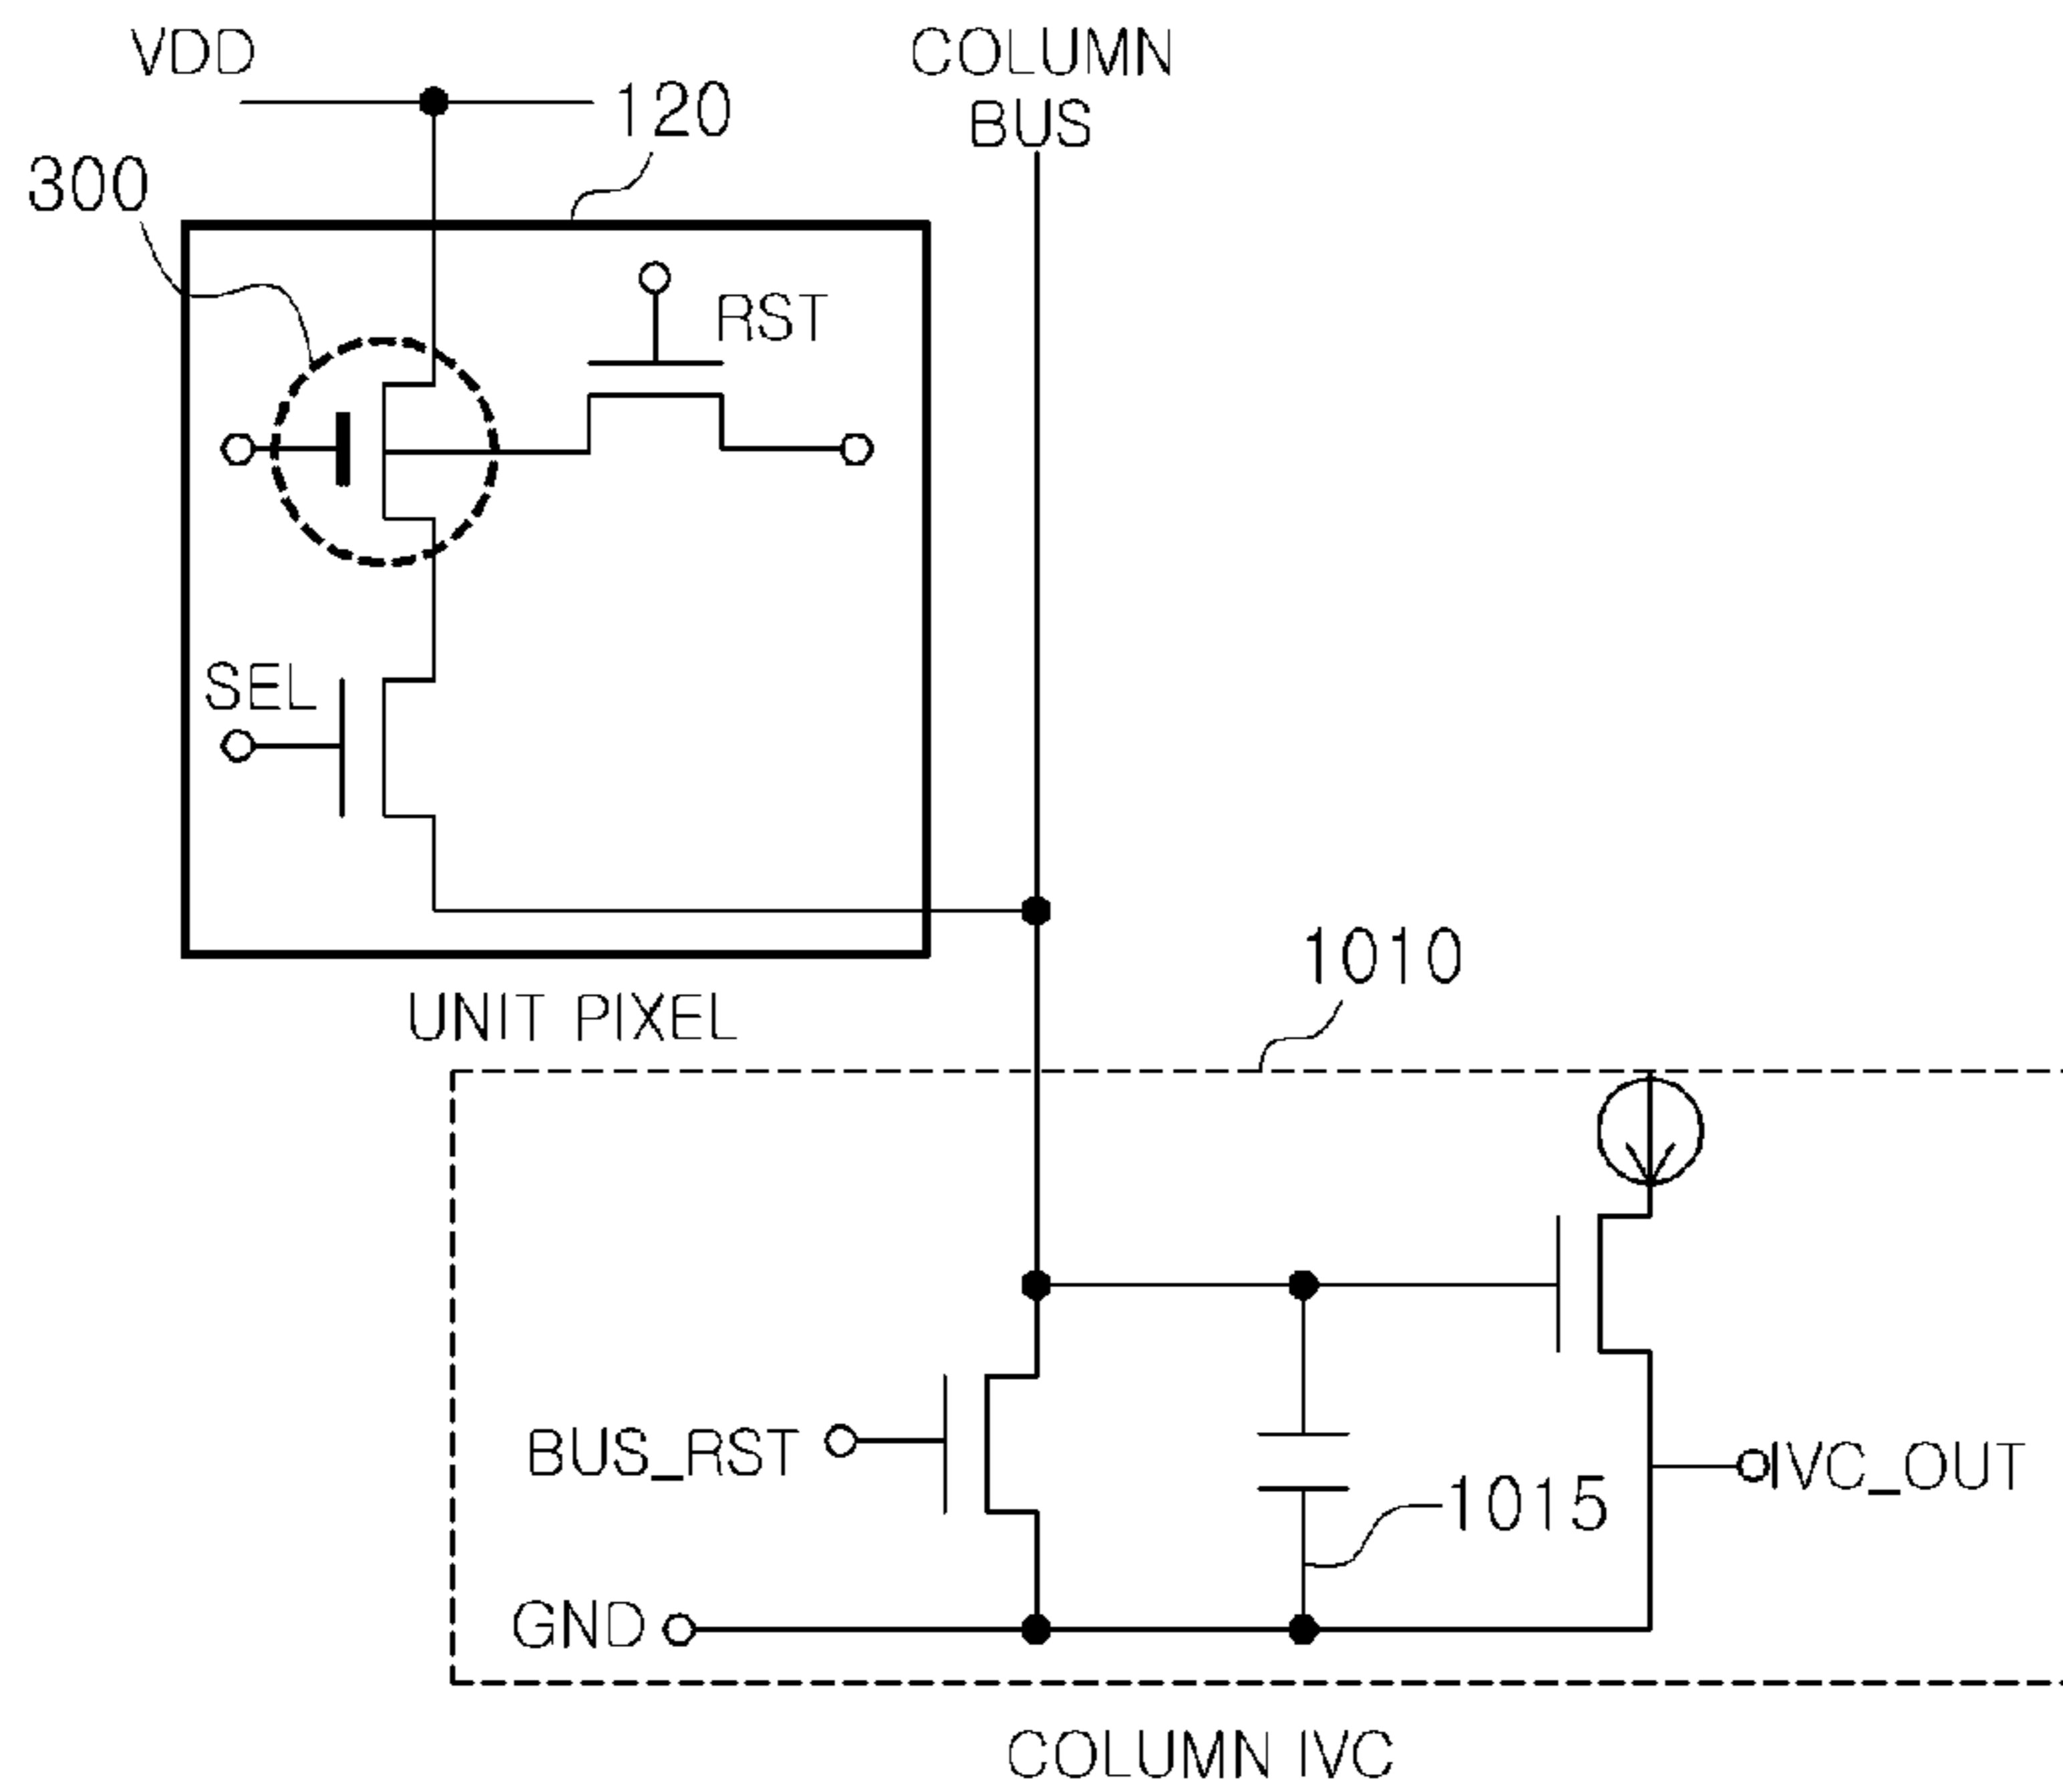 VDD
COLUMN
BUS
120
300
RST
SEL
UNIT PIXEL
1010
BUS_RST
1015
IVC_OUT
GND
COLUMN IVC